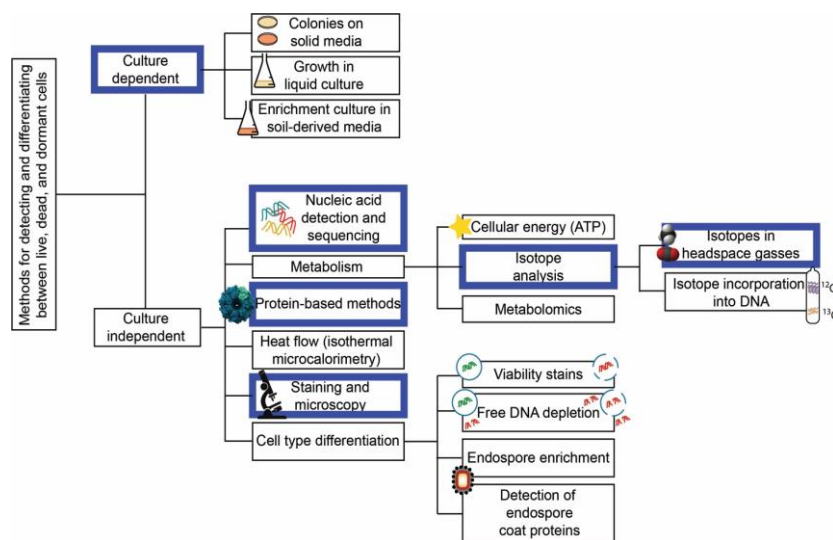 Methods for detecting and differentiating
between live, dead, and dormant cells
Culture
dependent
Colonies on
solid media
Growth in
liquid culture
Enrichment culture in
soil-derived media
Culture
independent
Nucleic acid
detection and
sequencing
Metabolism
Protein-based methods
Heat flow (isothermal
microcalorimetry)
Staining and
microscopy
Cell type differentiation
Cellular energy (ATP)
Isotope
analysis
Metabolomics
Isotopes in
headspace gasses
Isotope incorporation
into DNA
¹²C
¹³C
Viability stains
Free DNA depletion
Endospore enrichment
Detection of
endospore
coat proteins